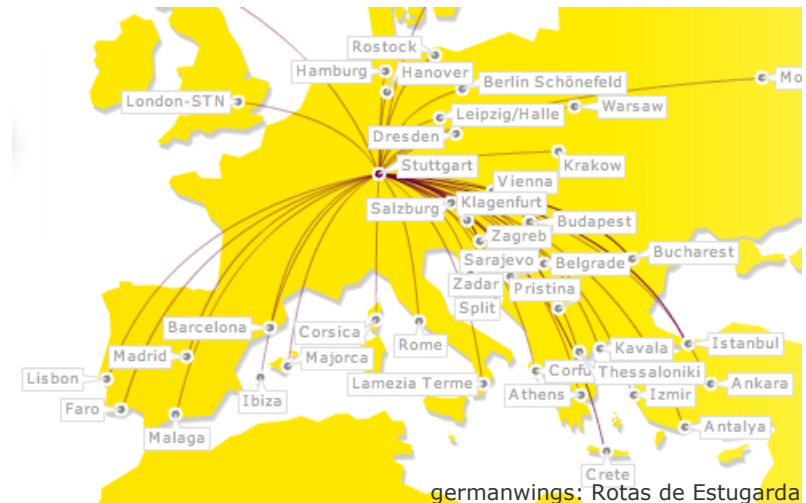 Rostock
Hamburg
Hanover
Berlin Schönefeld
Mo
London-STN
Warsaw
Leipzig/Halle
Dresden
Stuttgart
Krakow
Vienna
Salzburg
Klagenfurt
Budapest
Zagreb
Bucharest
Sarajevo
Belgrade
Zadar
Pristina
Split
Barcelona
Corsica
Rome
Istanbul
Madrid
Majorca
Kavala
Lisbon
Ibiza
Lamezia Terme
Corfu
Thessaloniki
Ankara
Faro
Athens
Izmir
Malaga
Antalya
Crete
germanwings: Rotas de Estugarda